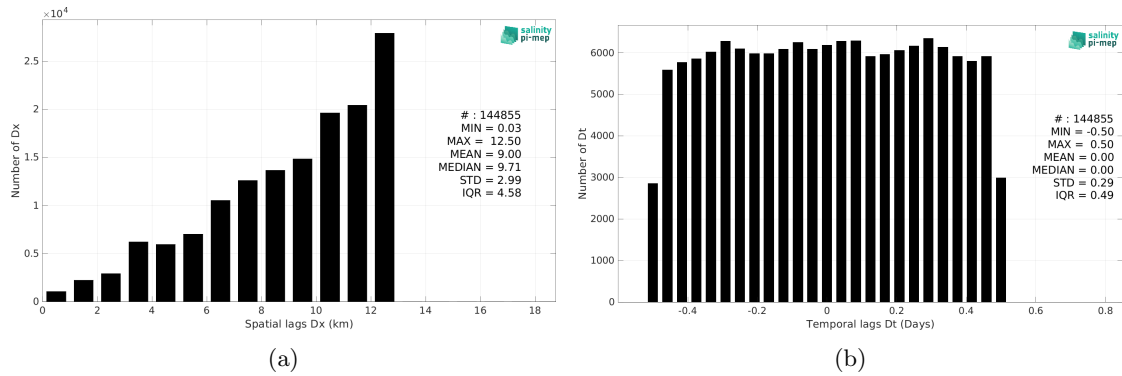 ×10^4
salinity
pi-mep
2.5
2
1.5
1
0.5
0
Number of Dx
# : 144855
MIN = 0.03
MAX = 12.50
MEAN = 9.00
MEDIAN = 9.71
STD = 2.99
IQR = 4.58
0 2 4 6 8 10 12 14 16 18
Spatial lags Dx (km)
(a)
salinity
pi-mep
6000
5000
4000
3000
2000
1000
0
Number of Dt
# : 144855
MIN = -0.50
MAX = 0.50
MEAN = 0.00
MEDIAN = 0.00
STD = 0.29
IQR = 0.49
-0.4 -0.2 0 0.2 0.4 0.6 0.8
Temporal lags Dt (Days)
(b)